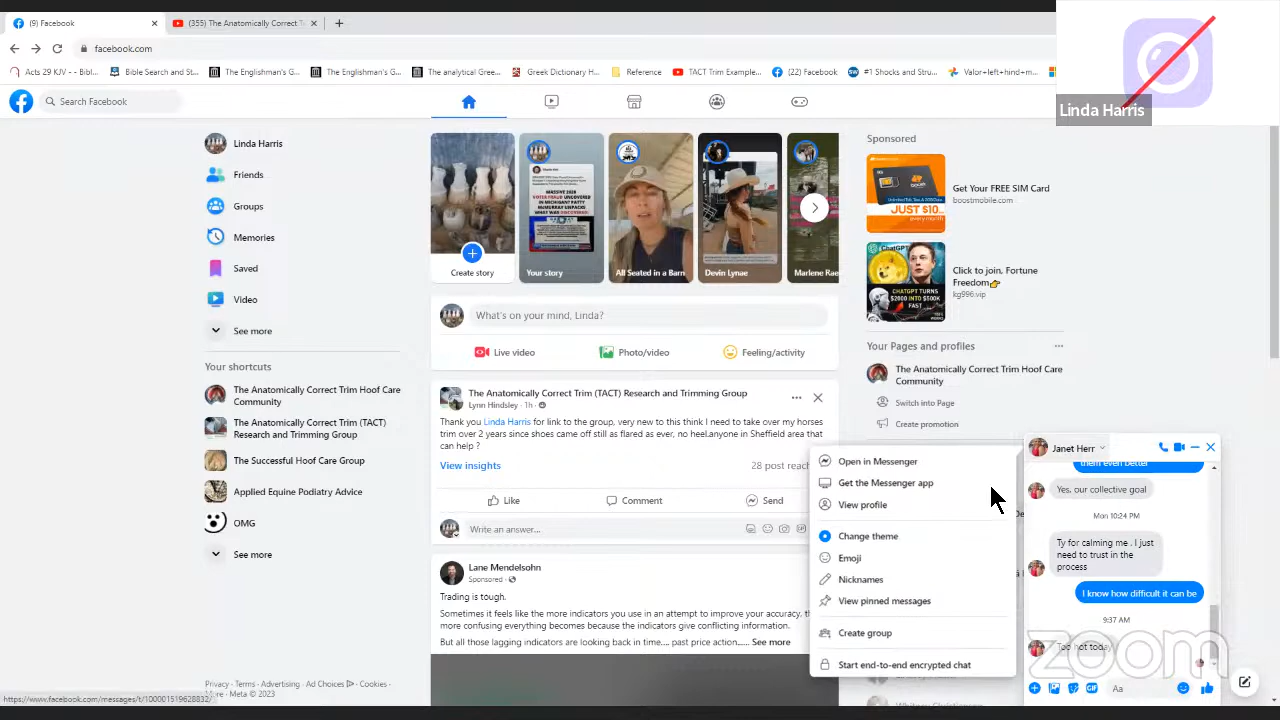 (9) Facebook
(355) The Anatomically Correct T
facebook.com
Acts 29 KJV -- Bibl...
Bible Search and St...
The Englishman's G...
The Englishman's G...
The analytical Gree...
Greek Dictionary H...
Reference
TACT Trim Example...
(22) Facebook
#1 Shocks and Stru...
Valor+left+hind+m...
Linda Harris
Search Facebook
Linda Harris
Friends
Groups
Memories
Saved
Video
See more
Your shortcuts
The Anatomically Correct Trim Hoof Care
Community
The Anatomically Correct Trim (TACT)
Research and Trimming Group
The Successful Hoof Care Group
Applied Equine Podiatry Advice
OMG
See more
Privacy · Terms · Advertising · Ad Choices · Cookies ·
More · Meta © 2023
https://www.facebook.com/messages/t/100001519628832/
Create story
Your story
All Seated in a Barn
Devin Lynae
Marlene Rae
What's on your mind, Linda?
Live video
Photo/video
Feeling/activity
The Anatomically Correct Trim (TACT) Research and Trimming Group
Lynn Hindsley · 1h ·
Thank you Linda Harris for link to the group, very new to this think I need to take over my horses
trim over 2 years since shoes came off still as flared as ever, no heel.anyone in Sheffield area that
can help ?
View insights
28 post reach
Like
Comment
Send
Write an answer...
Lane Mendelsohn
Sponsored ·
Trading is tough.
Sometimes it feels like the more indicators you use in an attempt to improve your accuracy, th
more confusing everything becomes because the indicators give conflicting information.
But all those lagging indicators are looking back in time.... past price action..... See more
Sponsored
JUST $10
Get Your FREE SIM Card
boostmobile.com
ChatGPT
CHATGPT TURNS
$2000 INTO $500K
Click to join, Fortune
Freedom👉
kg996.vip
Your Pages and profiles
The Anatomically Correct Trim Hoof Care
Community
Switch into Page
Create promotion
Open in Messenger
Get the Messenger app
View profile
Change theme
Emoji
Nicknames
View pinned messages
Create group
Start end-to-end encrypted chat
Janet Herr
them even better
Yes, our collective goal
Mon 10:24 PM
Ty for calming me . I just
need to trust in the
process
I know how difficult it can be
9:37 AM
Too hot today
Aa
GIF
zoom